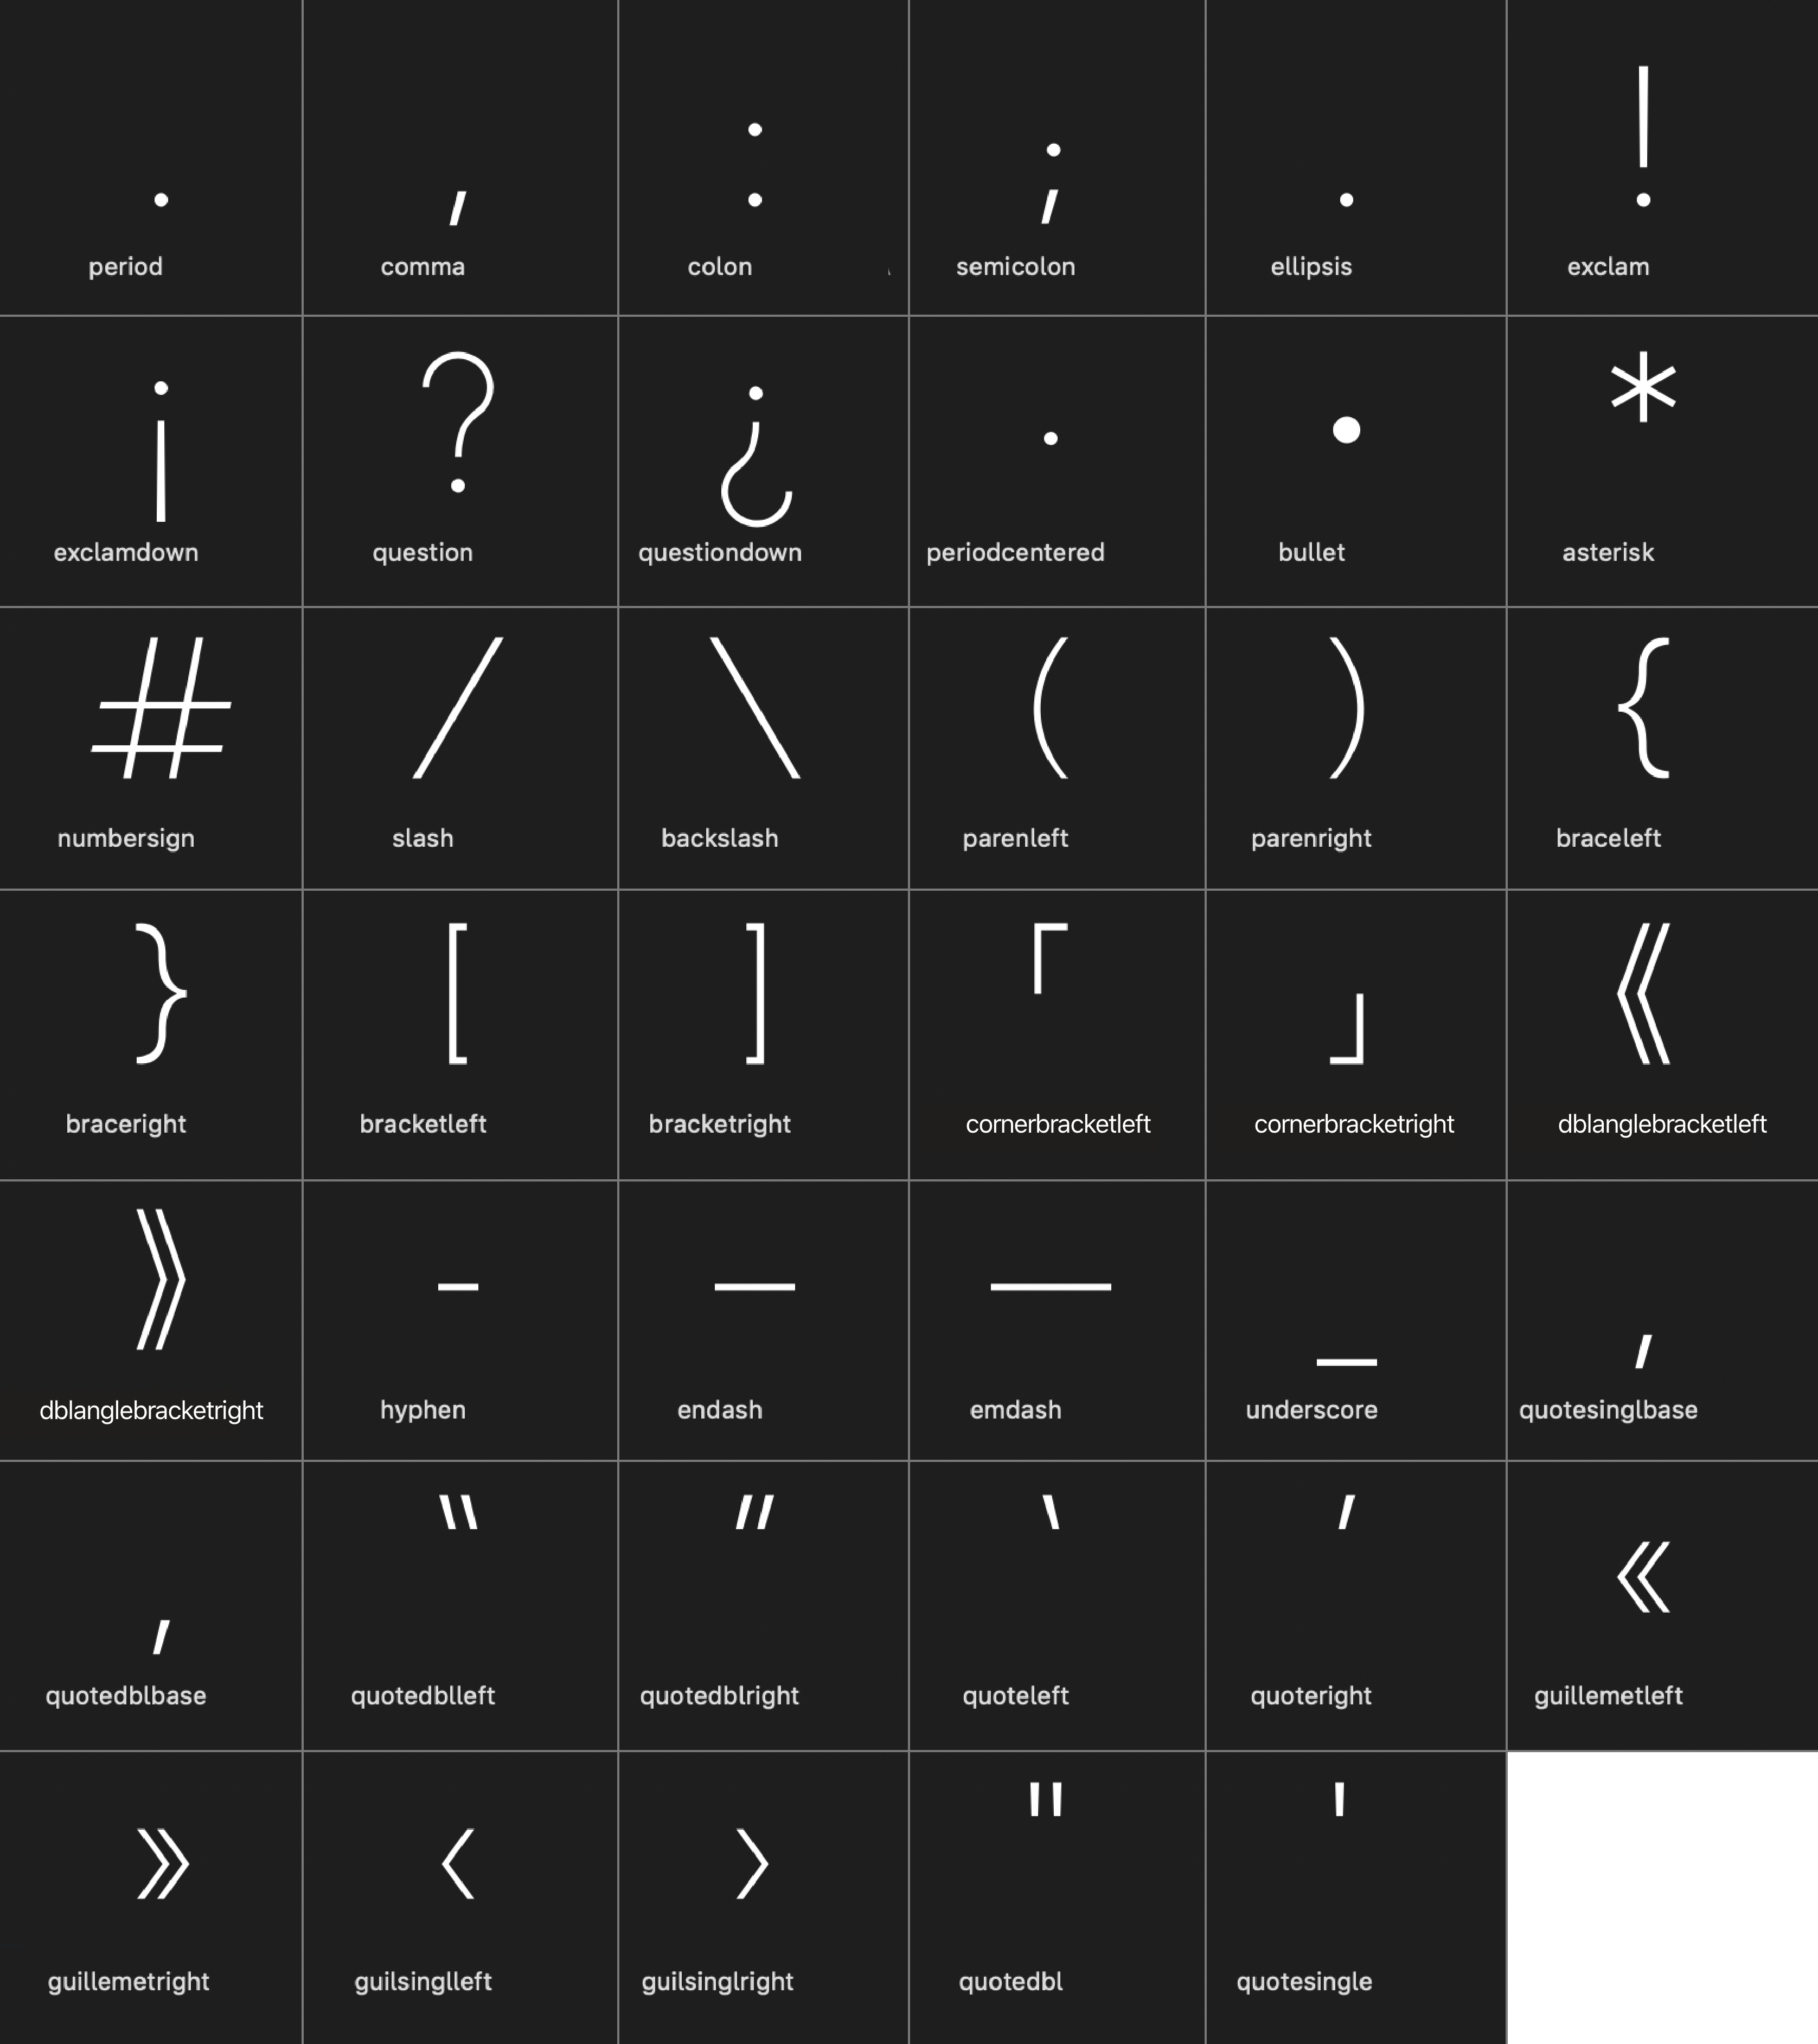 . , : ; . !
period comma colon semicolon ellipsis exclam
¡ ? ¿ · • *
exclamdown question questiondown periodcentered bullet asterisk
# / \ ( ) {
numbersign slash backslash parenleft parenright braceleft
} [ ] 「 」 《
braceright bracketleft bracketright cornerbracketleft cornerbracketright dblanglebracketleft
》 - – — _ ‚
dblanglebracketright hyphen endash emdash underscore quotesinglbase
‚ “ ” ‘ ’ «
quotedblbase quotedblleft quotedblright quoteleft quoteright guillemetleft
» ‹ › " '
guillemetright guilsinglleft guilsinglright quotedbl quotesingle